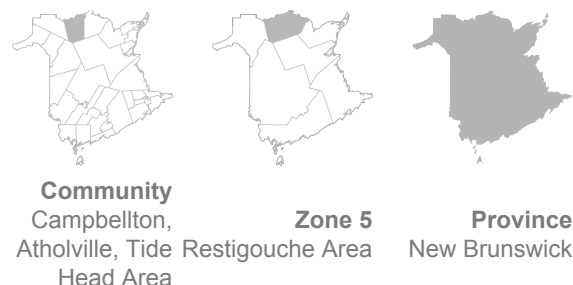 Community
Campbellton,
Atholville, Tide
Head Area
Zone 5
Restigouche Area
Province
New Brunswick